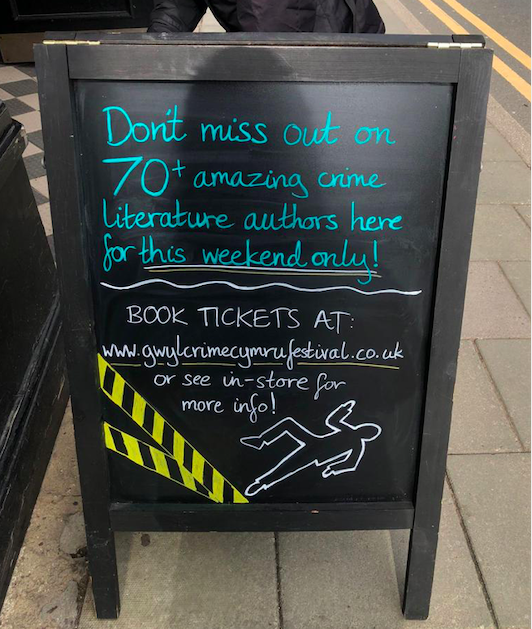 Don't miss out on
70+ amazing crime
literature authors here
for this weekend only!
BOOK TICKETS AT:
www.gwylcrimecymrufestival.co.uk
or see in-store for
more info!